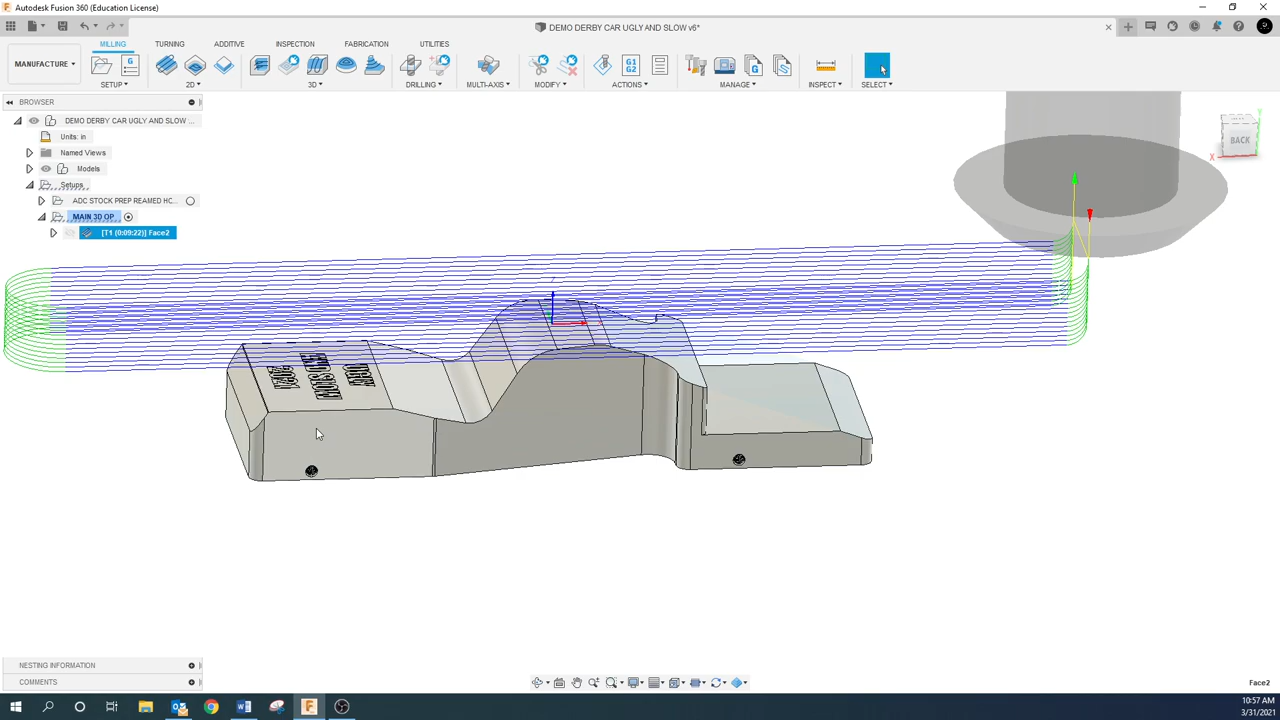 Autodesk Fusion 360 (Education License)
DEMO DERBY CAR UGLY AND SLOW v6*
MILLING TURNING ADDITIVE INSPECTION FABRICATION UTILITIES
MANUFACTURE
SETUP 2D 3D DRILLING MULTI-AXIS MODIFY ACTIONS MANAGE INSPECT SELECT
G1
G2
BROWSER
DEMO DERBY CAR UGLY AND SLOW ...
Units: in
Named Views
Models
Setups
ADC STOCK PREP REAMED HC...
MAIN 3D OP
[T1 (0:09:22)] Face2
BACK
X
Z
NESTING INFORMATION
COMMENTS
Face2
10:57 AM
3/31/2021